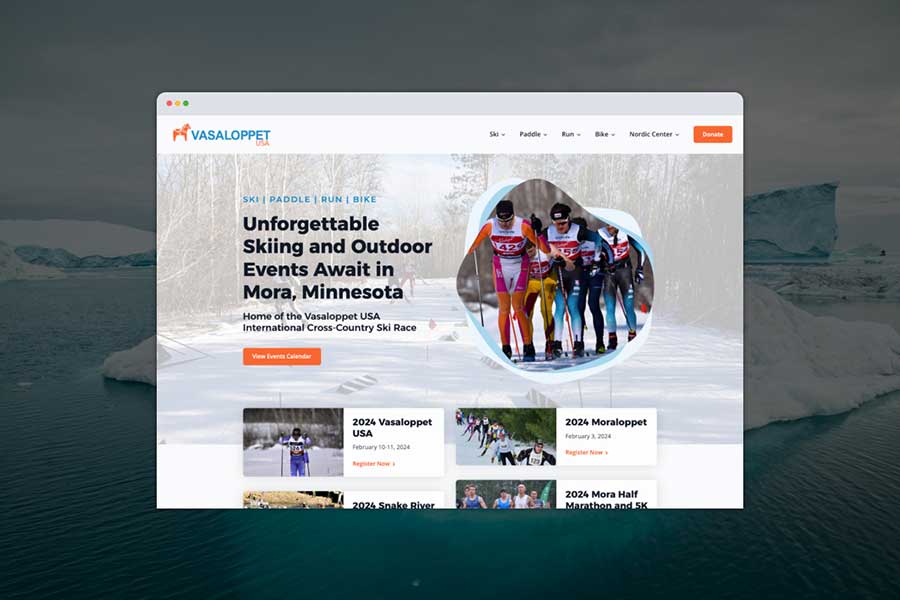 VASALOPPET
USA
Ski
Paddle
Run
Bike
Nordic Center
Donate
SKI | PADDLE | RUN | BIKE
Unforgettable
Skiing and Outdoor
Events Await in
Mora, Minnesota
Home of the Vasaloppet USA
International Cross-Country Ski Race
View Events Calendar
2024 Vasaloppet
USA
February 10-11, 2024
Register Now
2024 Moraloppet
February 3, 2024
Register Now
2024 Snake River
2024 Mora Half
Marathon and 5K